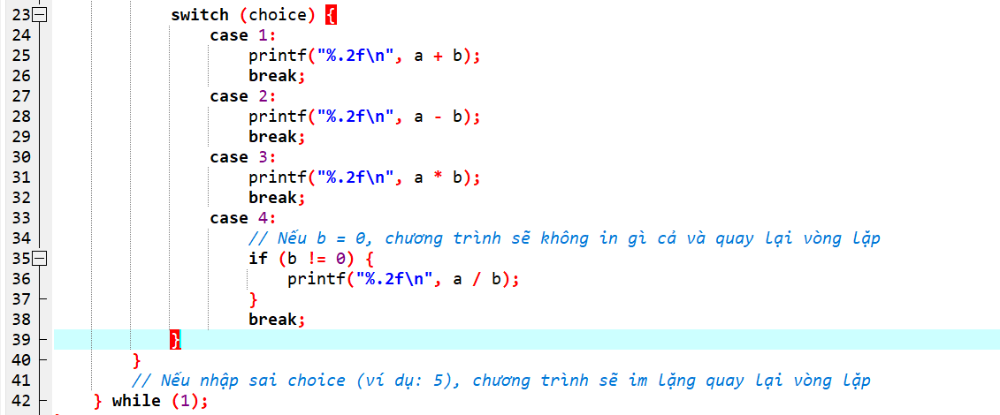 23 switch (choice) {
24 case 1:
25 printf("%.2f\n", a + b);
26 break;
27 case 2:
28 printf("%.2f\n", a - b);
29 break;
30 case 3:
31 printf("%.2f\n", a * b);
32 break;
33 case 4:
34 // Nếu b = 0, chương trình sẽ không in gì cả và quay lại vòng lặp
35 if (b != 0) {
36 printf("%.2f\n", a / b);
37 }
38 break;
39 }
40 }
41 // Nếu nhập sai choice (ví dụ: 5), chương trình sẽ im lặng quay lại vòng lặp
42 } while (1);